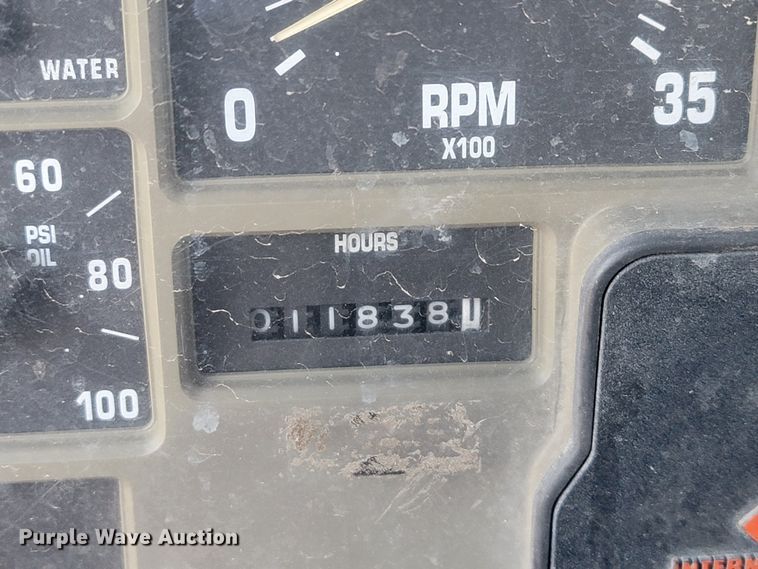 WATER
0
RPM
X100
35
60
PSI
OIL
80
100
HOURS
011838
Purple Wave Auction